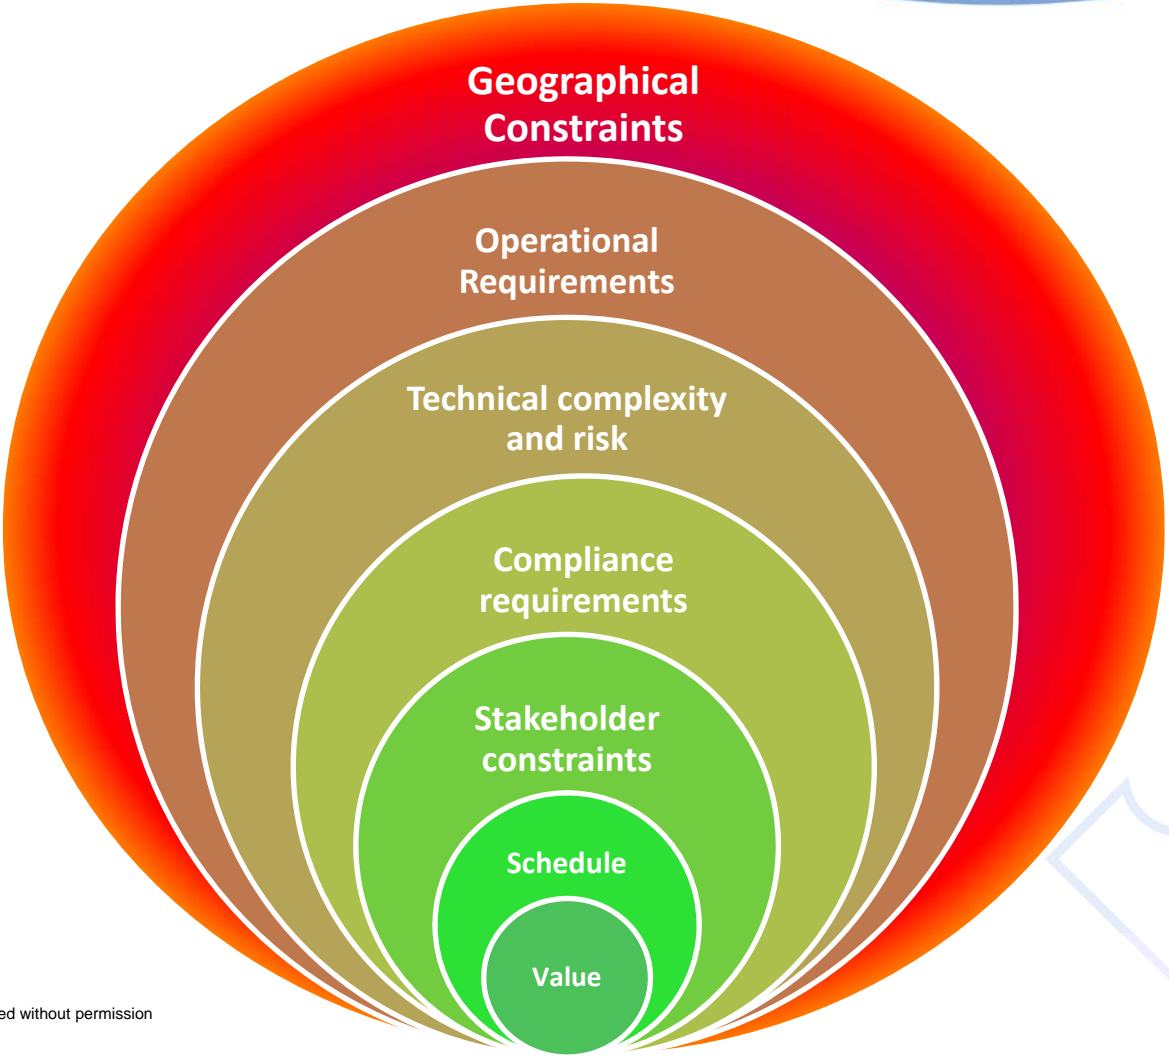 Geographical
Constraints
Operational
Requirements
Technical complexity
and risk
Compliance
requirements
Stakeholder
constraints
Schedule
Value
ed without permission